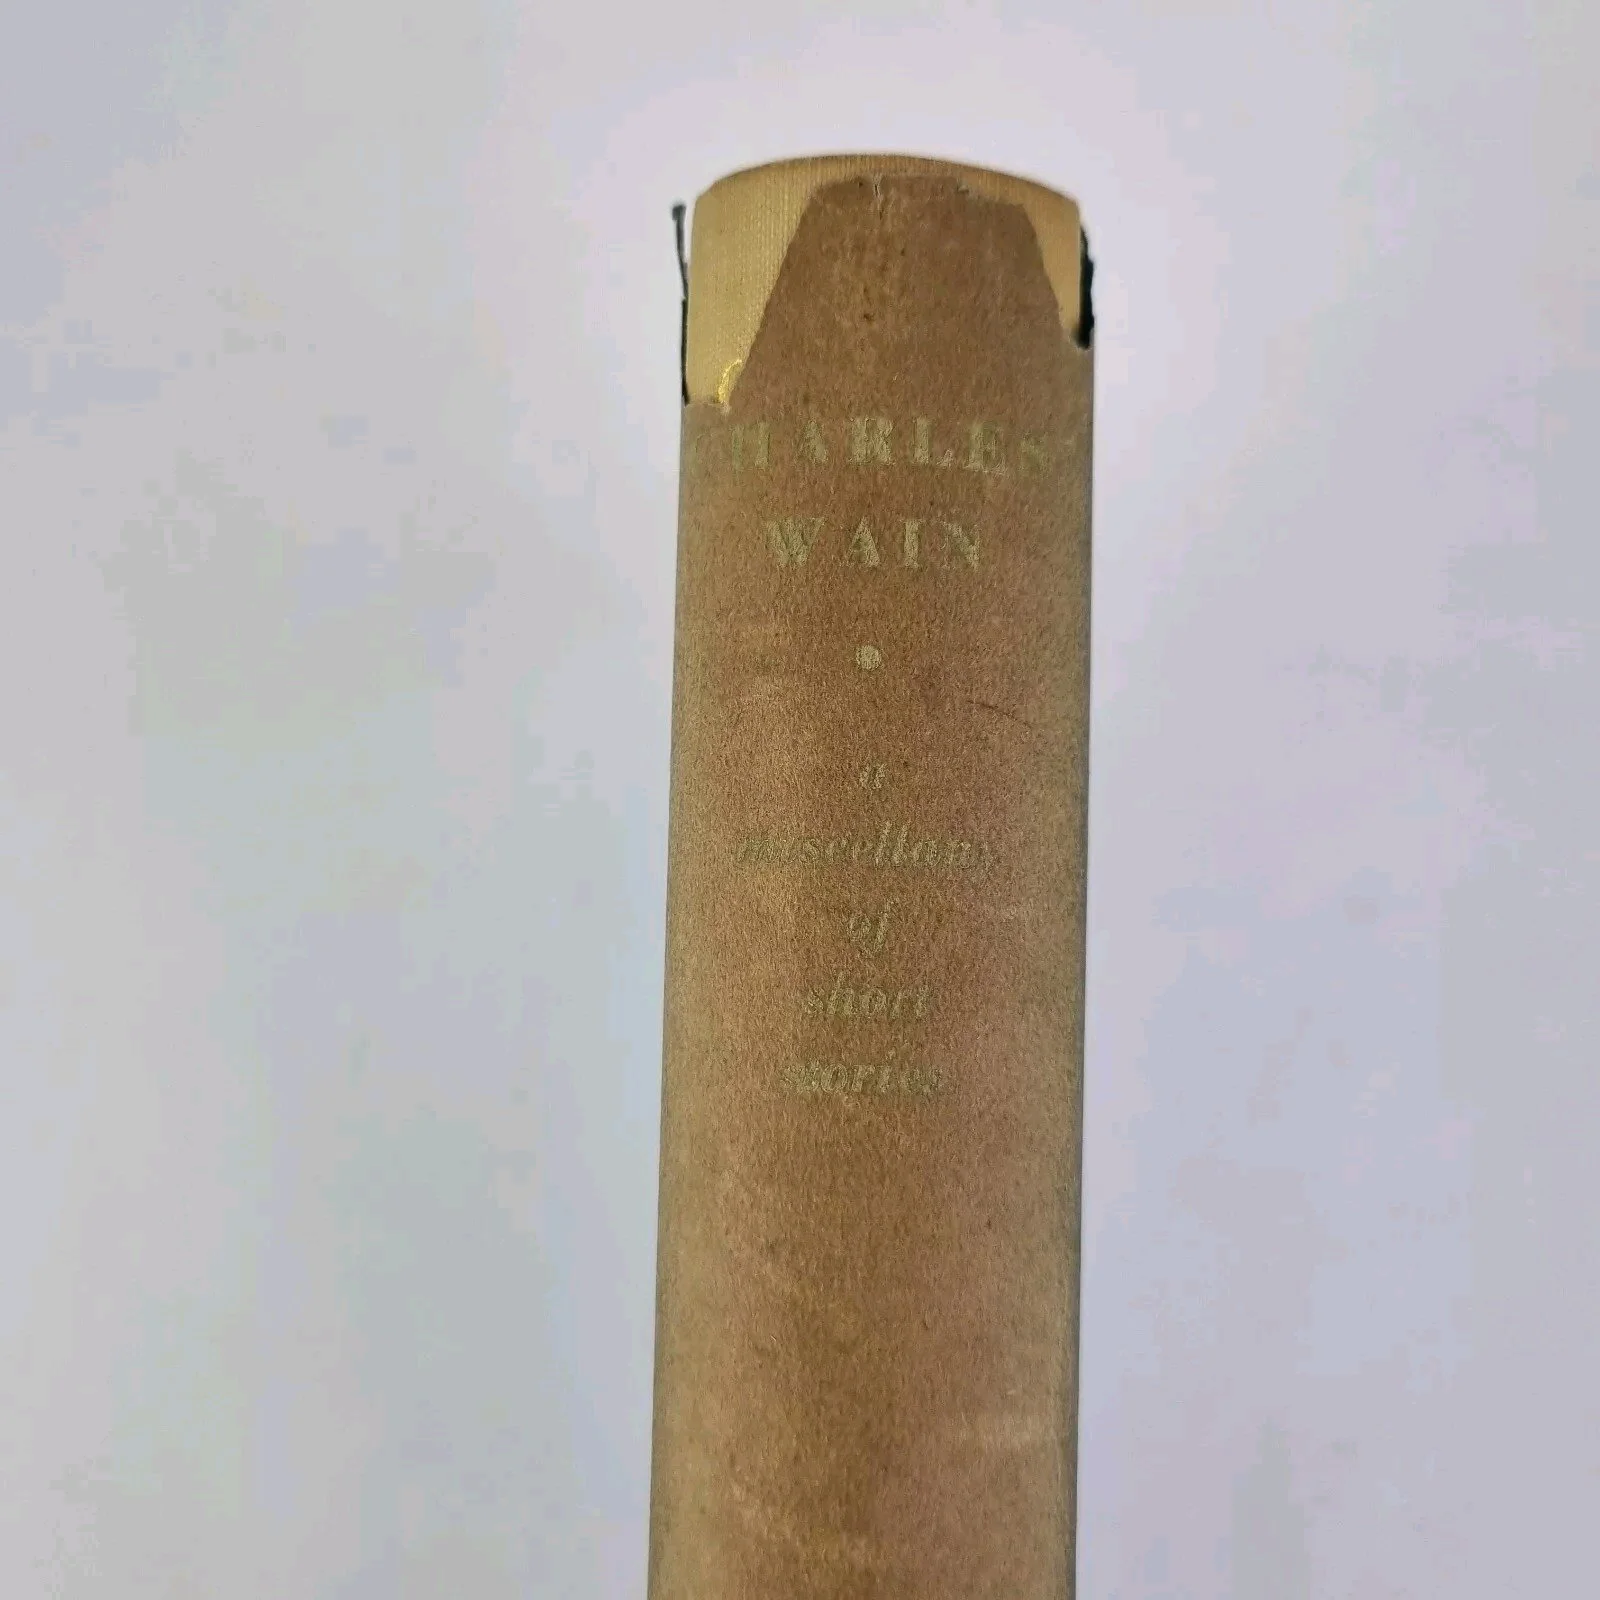 CHARLES'
WAIN
a
miscellany
of
short
stories